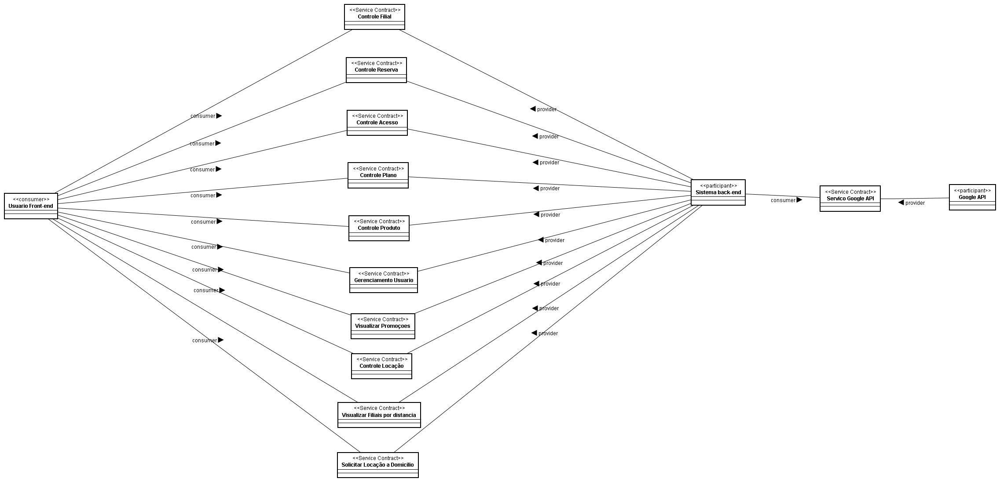 <<Service Contract>>
Controle Filial
<<Service Contract>>
Controle Reserva
provider
consumer
<<Service Contract>>
Controle Acesso
provider
consumer
provider
consumer
<<Service Contract>>
Controle Plano
<<participant>>
Sistema back-end
provider
consumer
<<consumer>>
Usuario Front-end
consumer
<<Service Contract>>
Servico Google API
provider
<<participant>>
Google API
provider
consumer
<<Service Contract>>
Controle Produto
provider
consumer
provider
consumer
<<Service Contract>>
Gerenciamento Usuario
provider
consumer
provider
<<Service Contract>>
Visualizar Promoçoes
provider
consumer
<<Service Contract>>
Controle Locação
<<Service Contract>>
Visualizar Filiais por distancia
<<Service Contract>>
Solicitar Locação a Domicilio